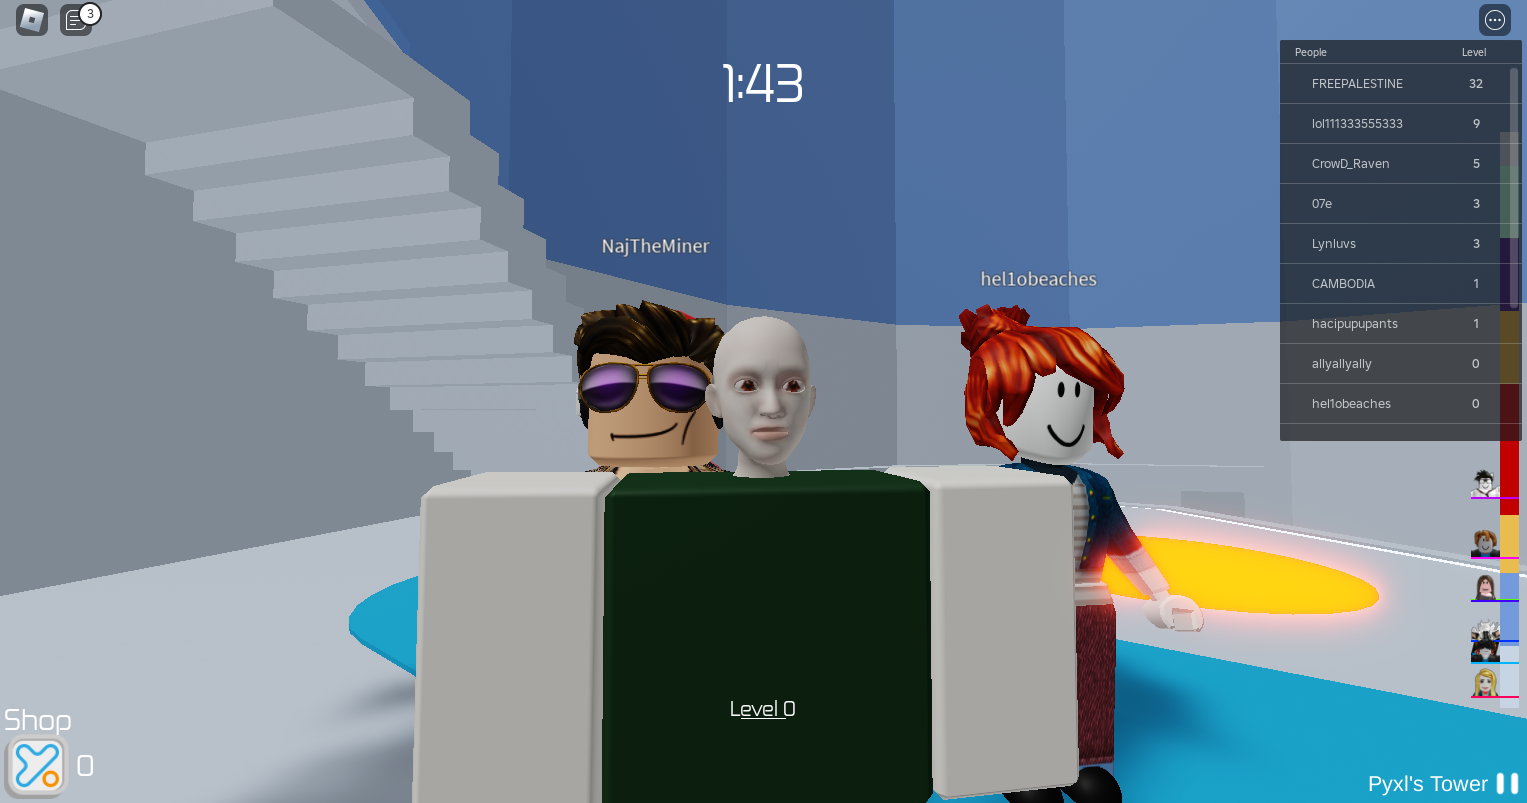 3
1:43
People Level
FREEPALESTINE 32
lol111333555333 9
CrowD_Raven 5
07e 3
Lynluvs 3
CAMBODIA 1
hacipupupants 1
allyallyally 0
hel1obeaches 0
NajTheMiner
hel1obeaches
Level 0
Shop
0
Pyxl's Tower